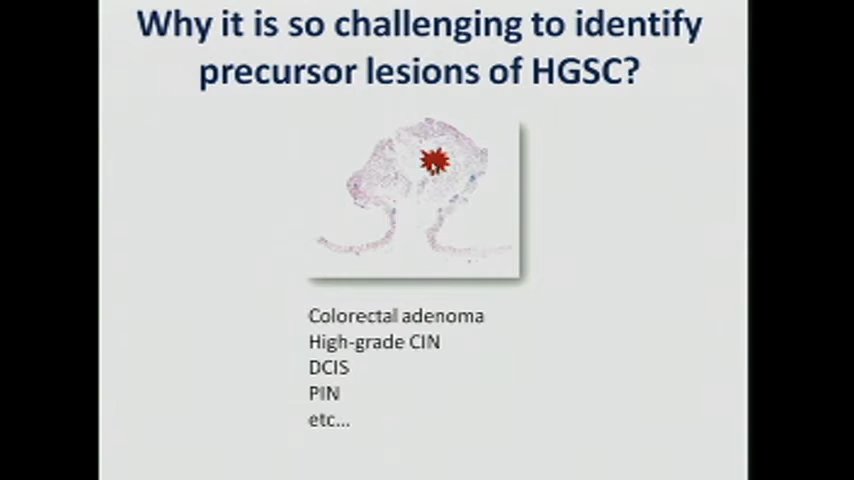 Why it is so challenging to identify
precursor lesions of HGSC?
Colorectal adenoma
High-grade CIN
DCIS
PIN
etc...